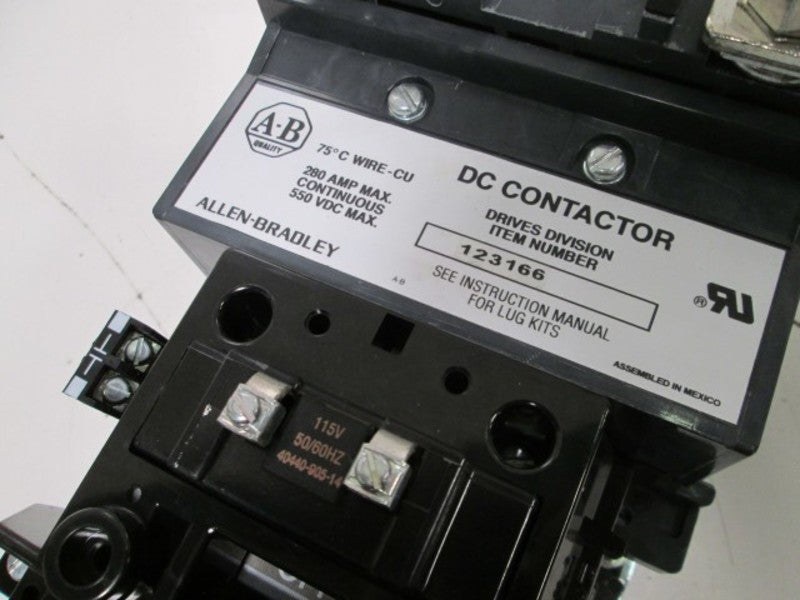 A-B
QUALITY
75°C WIRE-CU
280 AMP MAX.
CONTINUOUS
550 VDC MAX.
ALLEN-BRADLEY
DC CONTACTOR
DRIVES DIVISION
ITEM NUMBER
123166
SEE INSTRUCTION MANUAL
FOR LUG KITS
A-B
®
ASSEMBLED IN MEXICO
115V
50/60HZ
40440-905-14